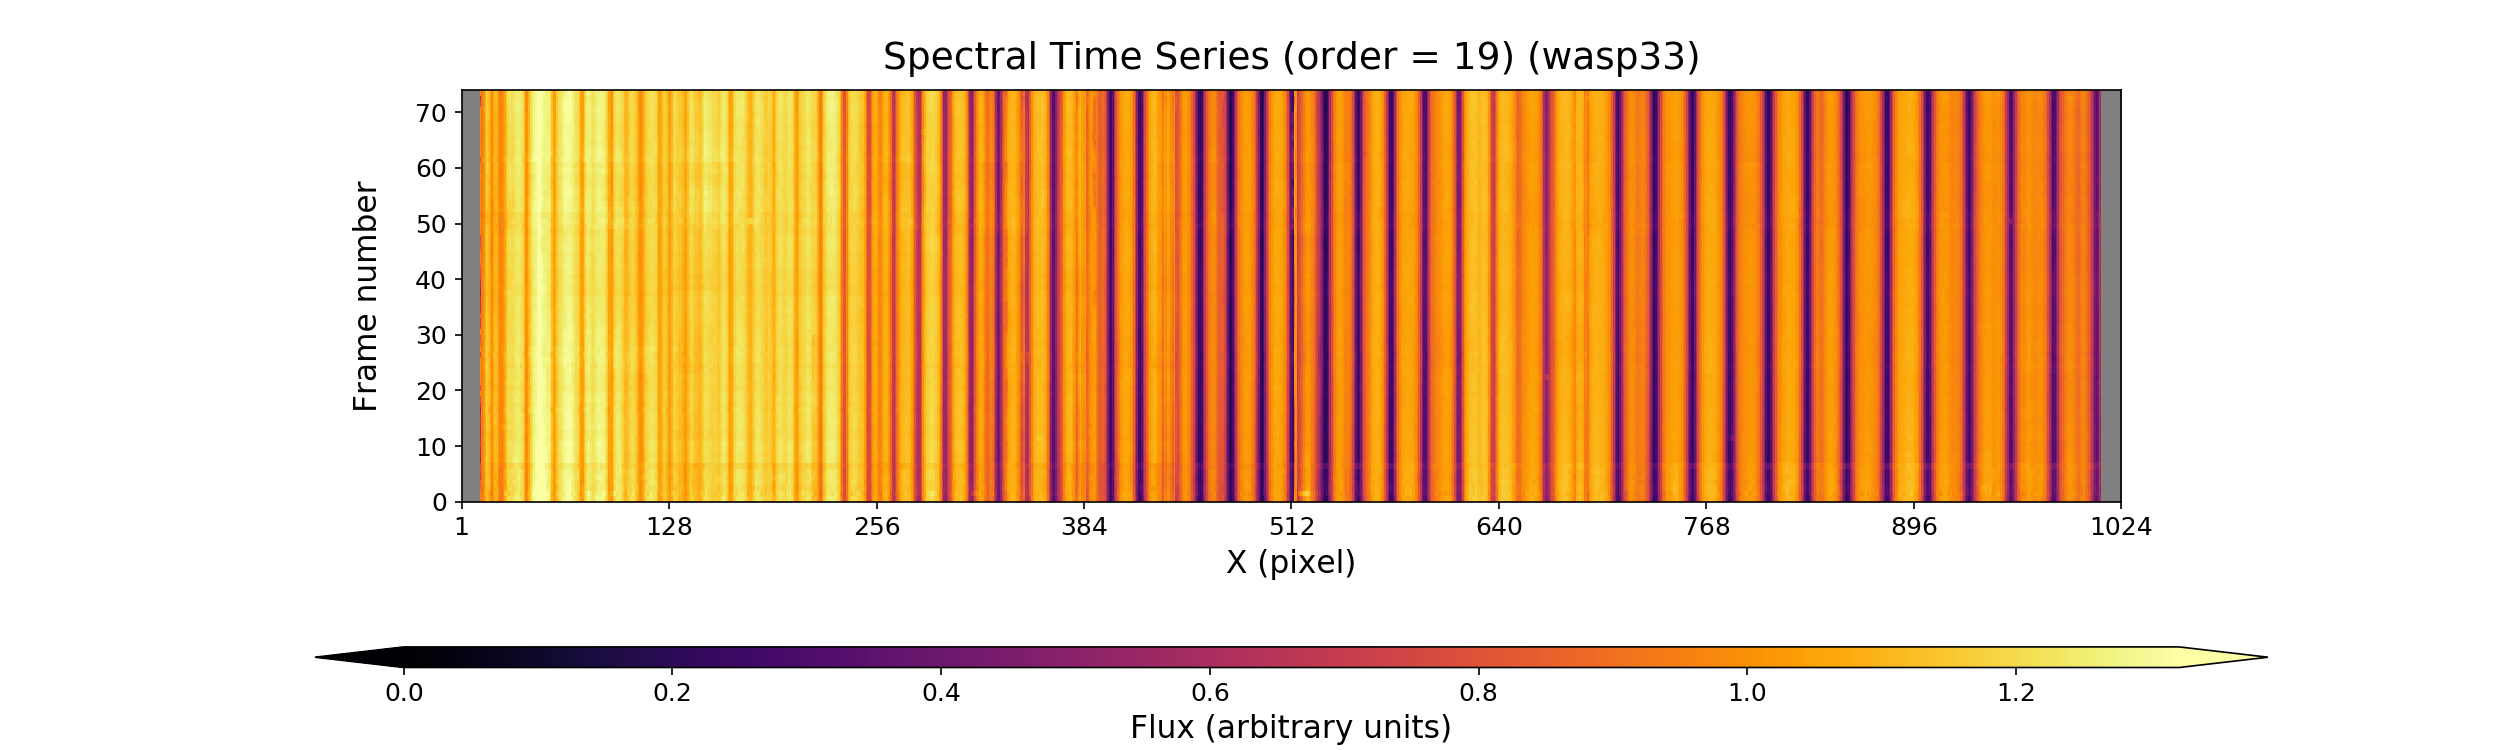 Spectral Time Series (order = 19) (wasp33)
Frame number
70
60
50
40
30
20
10
0
1 128 256 384 512 640 768 896 1024
X (pixel)
0.0 0.2 0.4 0.6 0.8 1.0 1.2
Flux (arbitrary units)